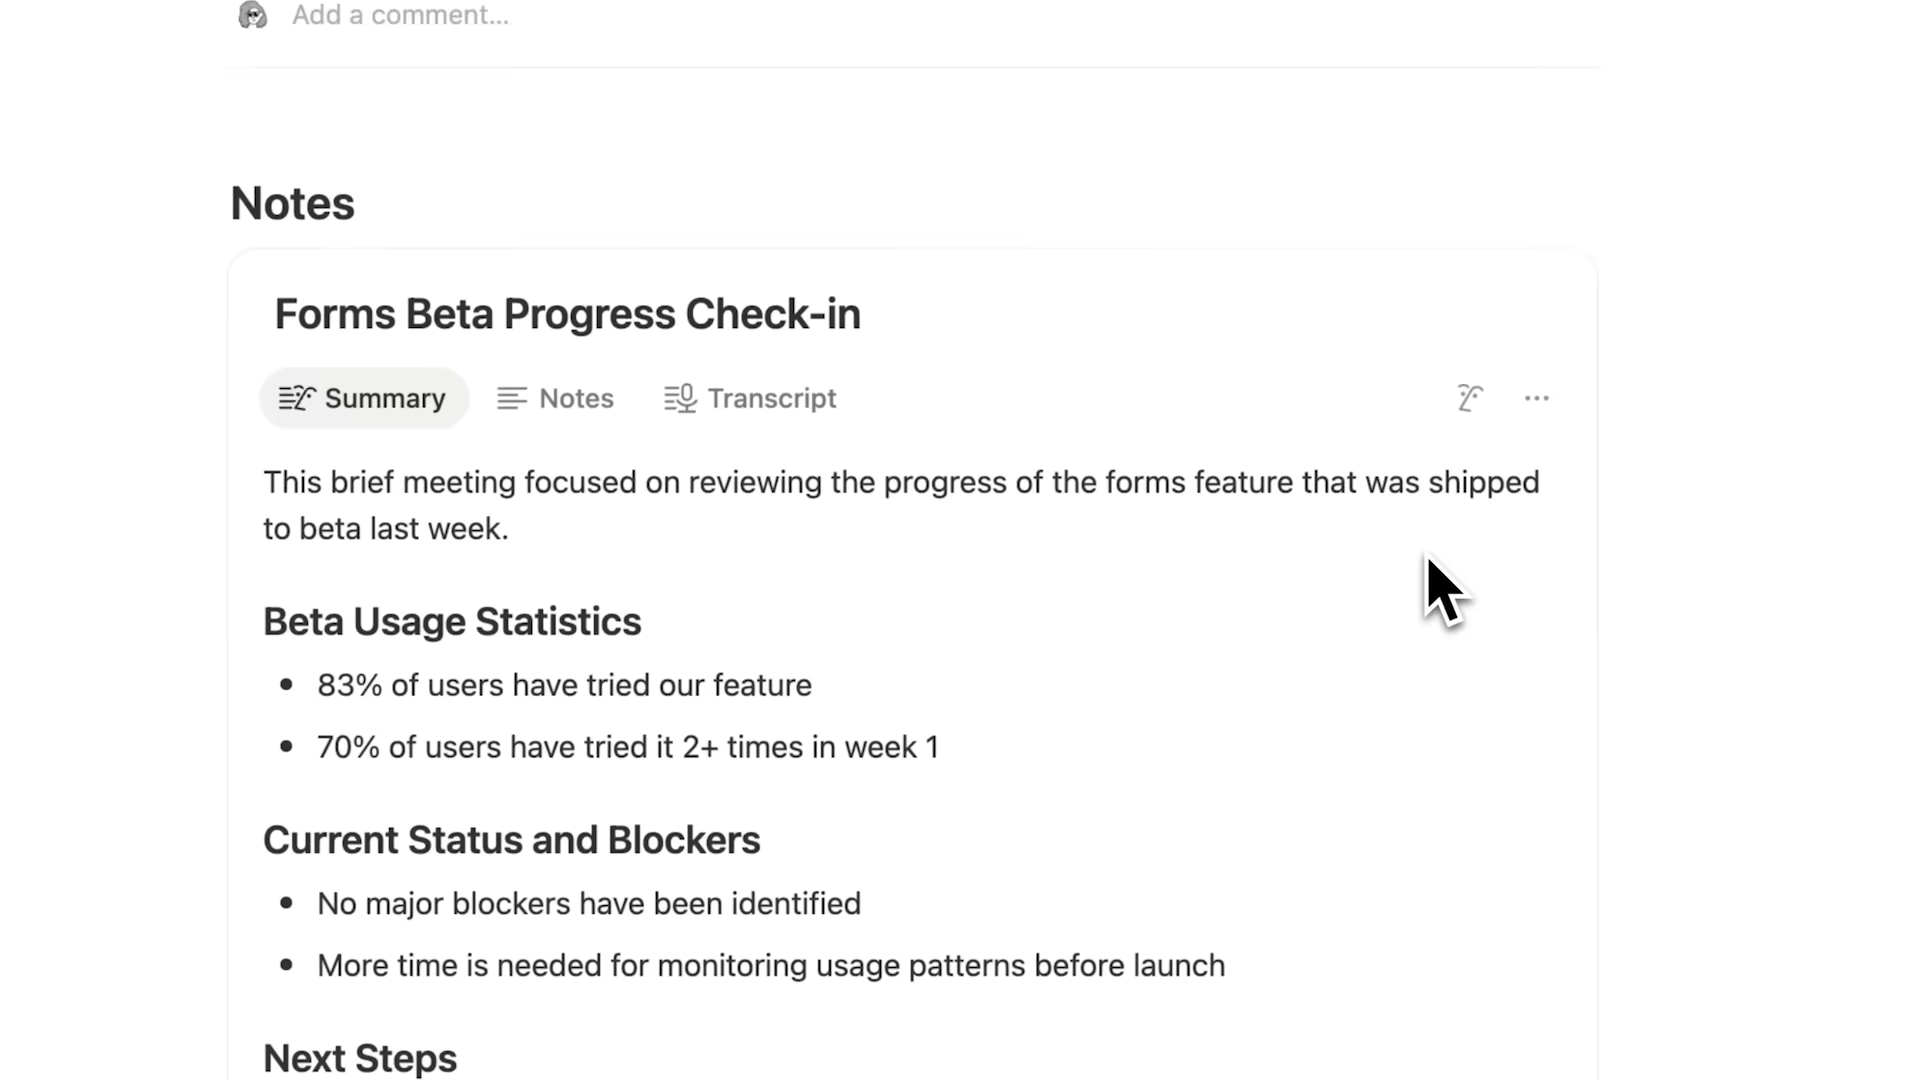 Add a comment...
Notes
Forms Beta Progress Check-in
Summary Notes Transcript
This brief meeting focused on reviewing the progress of the forms feature that was shipped
to beta last week.
Beta Usage Statistics
• 83% of users have tried our feature
• 70% of users have tried it 2+ times in week 1
Current Status and Blockers
• No major blockers have been identified
• More time is needed for monitoring usage patterns before launch
Next Steps